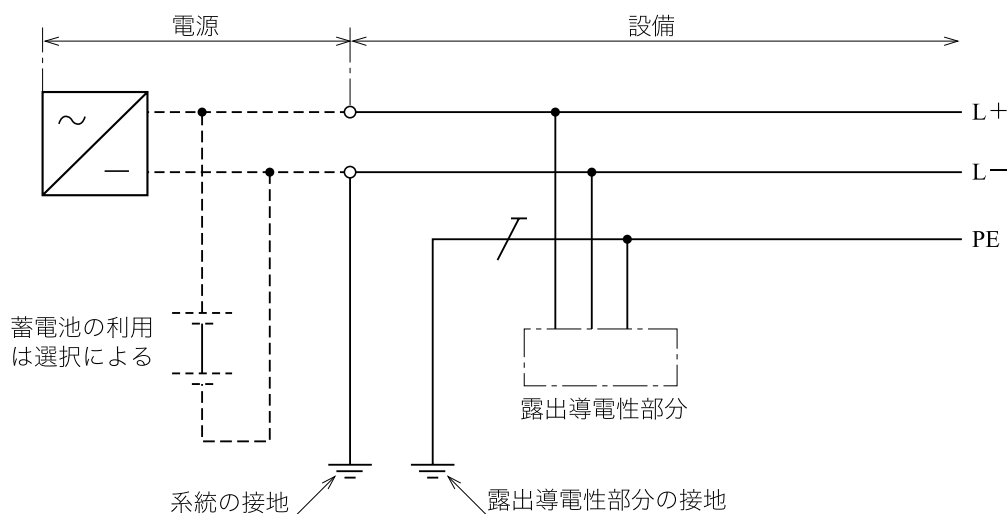 電源
設備
L+
L−
PE
蓄電池の利用
は選択による
露出導電性部分
系統の接地
露出導電性部分の接地